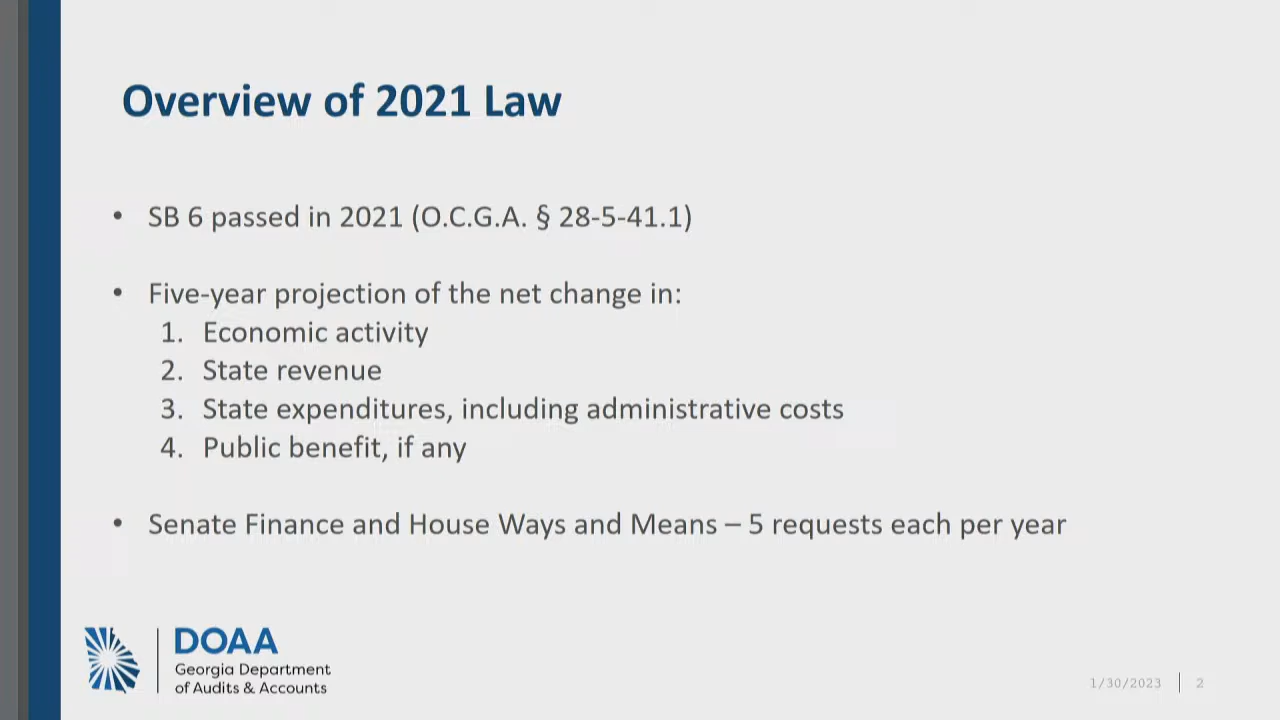 Overview of 2021 Law
• SB 6 passed in 2021 (O.C.G.A. § 28-5-41.1)
• Five-year projection of the net change in:
1. Economic activity
2. State revenue
3. State expenditures, including administrative costs
4. Public benefit, if any
• Senate Finance and House Ways and Means – 5 requests each per year
DOAA
Georgia Department
of Audits & Accounts
1/30/2023 | 2